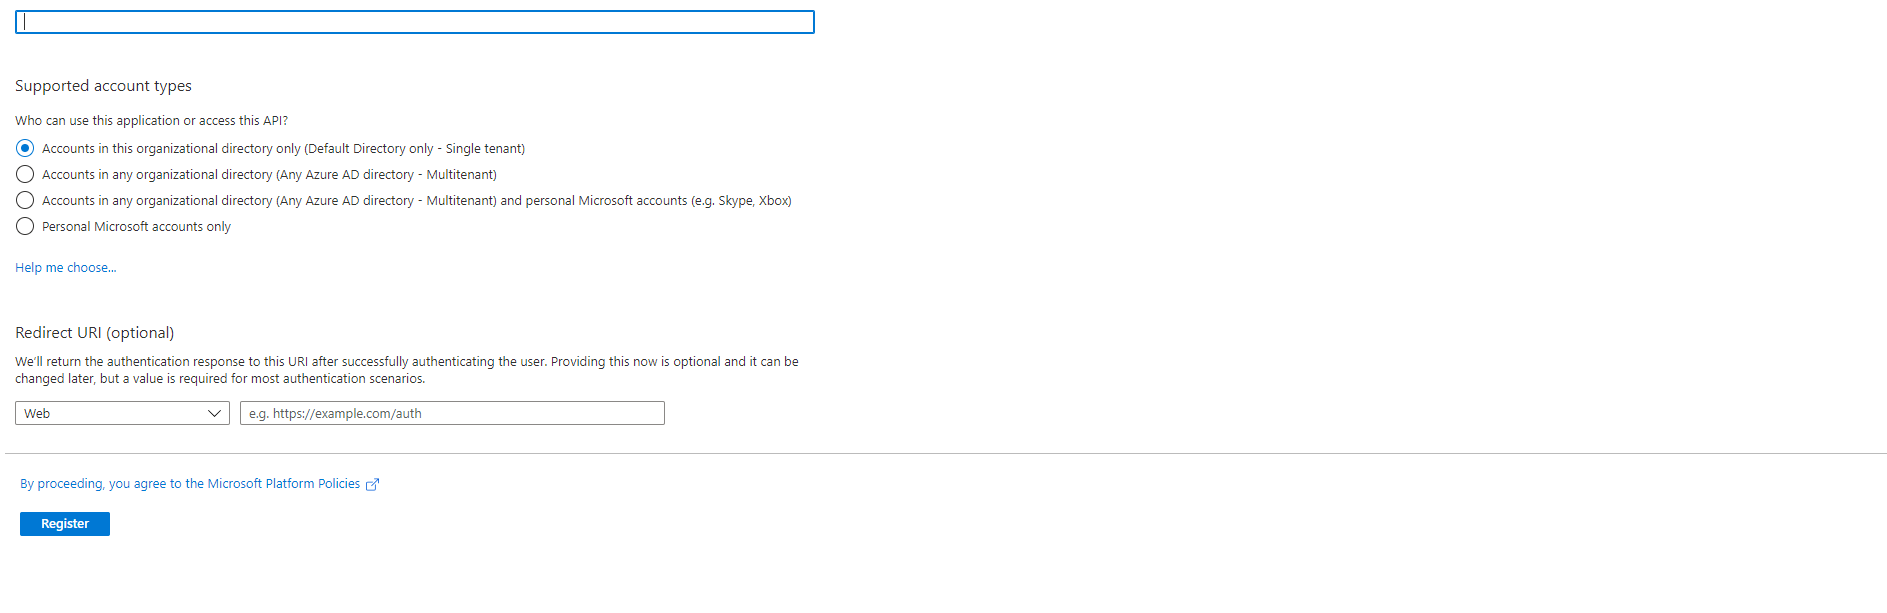 Supported account types
Who can use this application or access this API?
Accounts in this organizational directory only (Default Directory only - Single tenant)
Accounts in any organizational directory (Any Azure AD directory - Multitenant)
Accounts in any organizational directory (Any Azure AD directory - Multitenant) and personal Microsoft accounts (e.g. Skype, Xbox)
Personal Microsoft accounts only
Help me choose...
Redirect URI (optional)
We'll return the authentication response to this URI after successfully authenticating the user. Providing this now is optional and it can be
changed later, but a value is required for most authentication scenarios.
Web e.g. https://example.com/auth
By proceeding, you agree to the Microsoft Platform Policies
Register